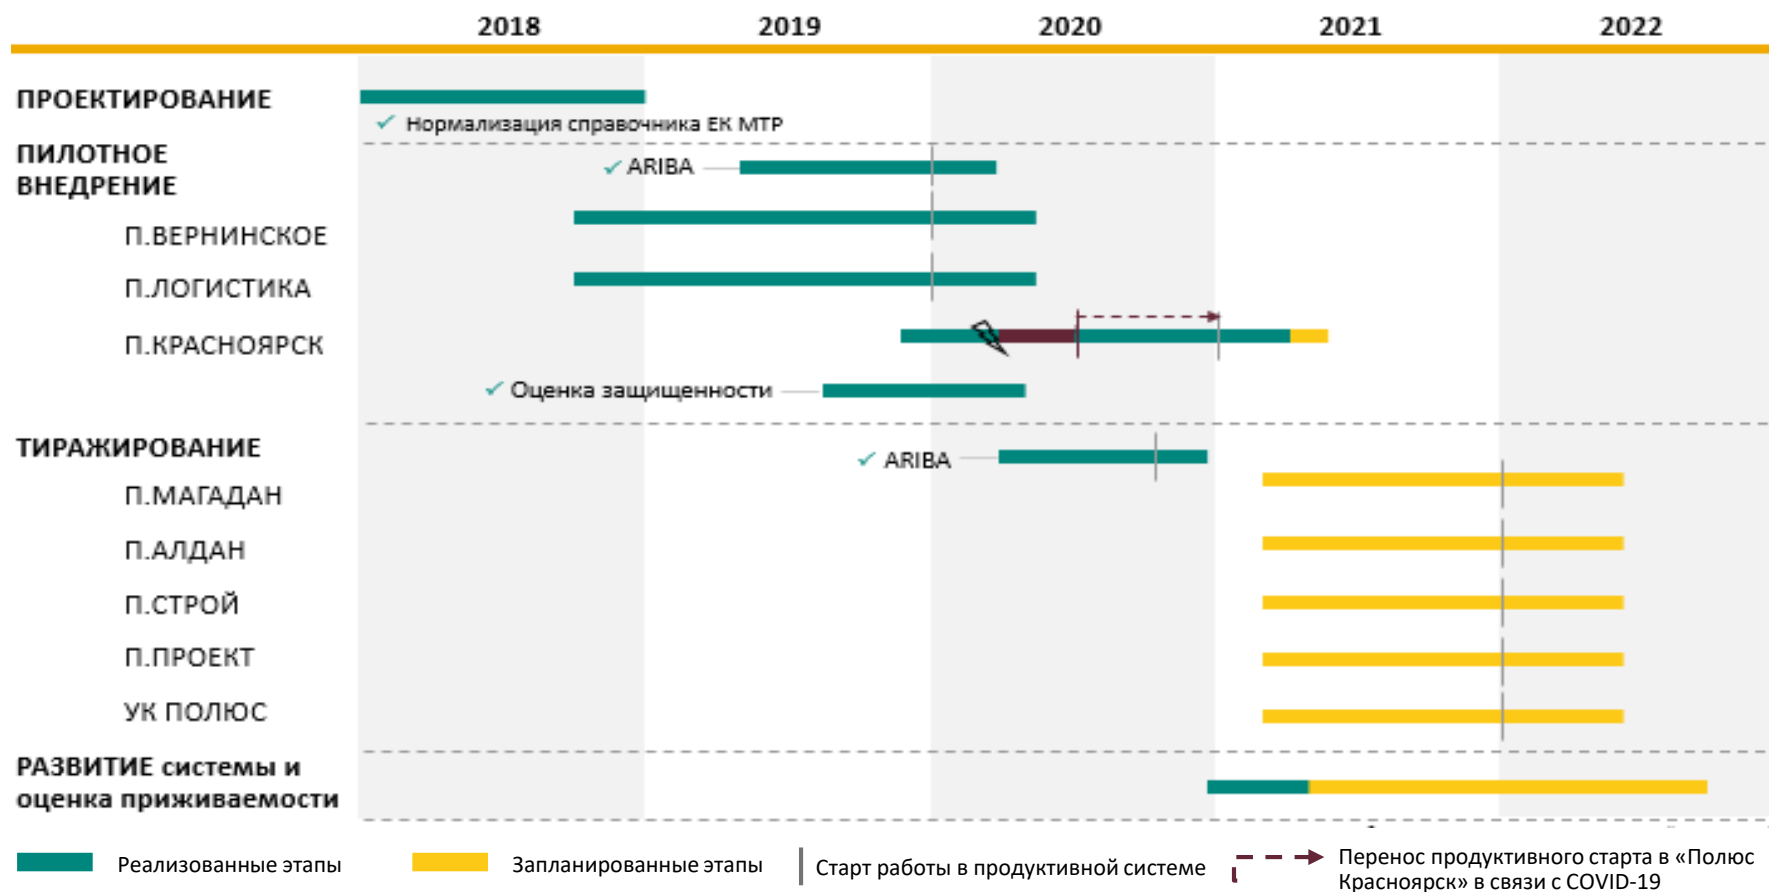 2018 2019 2020 2021 2022
ПРОЕКТИРОВАНИЕ
Нормализация справочника ЕК МТР
ПИЛОТНОЕ
ВНЕДРЕНИЕ
ARIBA
П.ВЕРНИНСКОЕ
П.ЛОГИСТИКА
П.КРАСНОЯРСК
Оценка защищенности
ТИРАЖИРОВАНИЕ
ARIBA
П.МАГАДАН
П.АЛДАН
П.СТРОЙ
П.ПРОЕКТ
УК ПОЛЮС
РАЗВИТИЕ системы и
оценка приживаемости
Реализованные этапы
Запланированные этапы
Старт работы в продуктивной системе
Перенос продуктивного старта в «Полюс
Красноярск» в связи с COVID-19